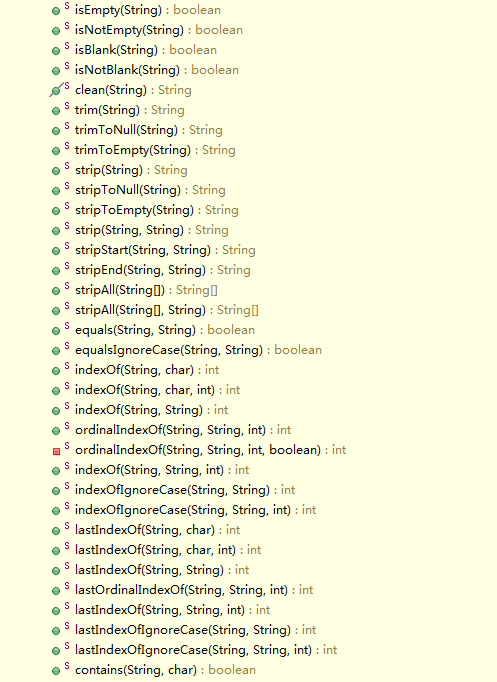 S isEmpty(String) : boolean
S isNotEmpty(String) : boolean
S isBlank(String) : boolean
S isNotBlank(String) : boolean
S clean(String) : String
S trim(String) : String
S trimToNull(String) : String
S trimToEmpty(String) : String
S strip(String) : String
S stripToNull(String) : String
S stripToEmpty(String) : String
S strip(String, String) : String
S stripStart(String, String) : String
S stripEnd(String, String) : String
S stripAll(String[]) : String[]
S stripAll(String[], String) : String[]
S equals(String, String) : boolean
S equalsIgnoreCase(String, String) : boolean
S indexOf(String, char) : int
S indexOf(String, char, int) : int
S indexOf(String, String) : int
S ordinalIndexOf(String, String, int) : int
S ordinalIndexOf(String, String, int, boolean) : int
S indexOf(String, String, int) : int
S indexOfIgnoreCase(String, String) : int
S indexOfIgnoreCase(String, String, int) : int
S lastIndexOf(String, char) : int
S lastIndexOf(String, char, int) : int
S lastIndexOf(String, String) : int
S lastOrdinalIndexOf(String, String, int) : int
S lastIndexOf(String, String, int) : int
S lastIndexOfIgnoreCase(String, String) : int
S lastIndexOfIgnoreCase(String, String, int) : int
S contains(String, char) : boolean